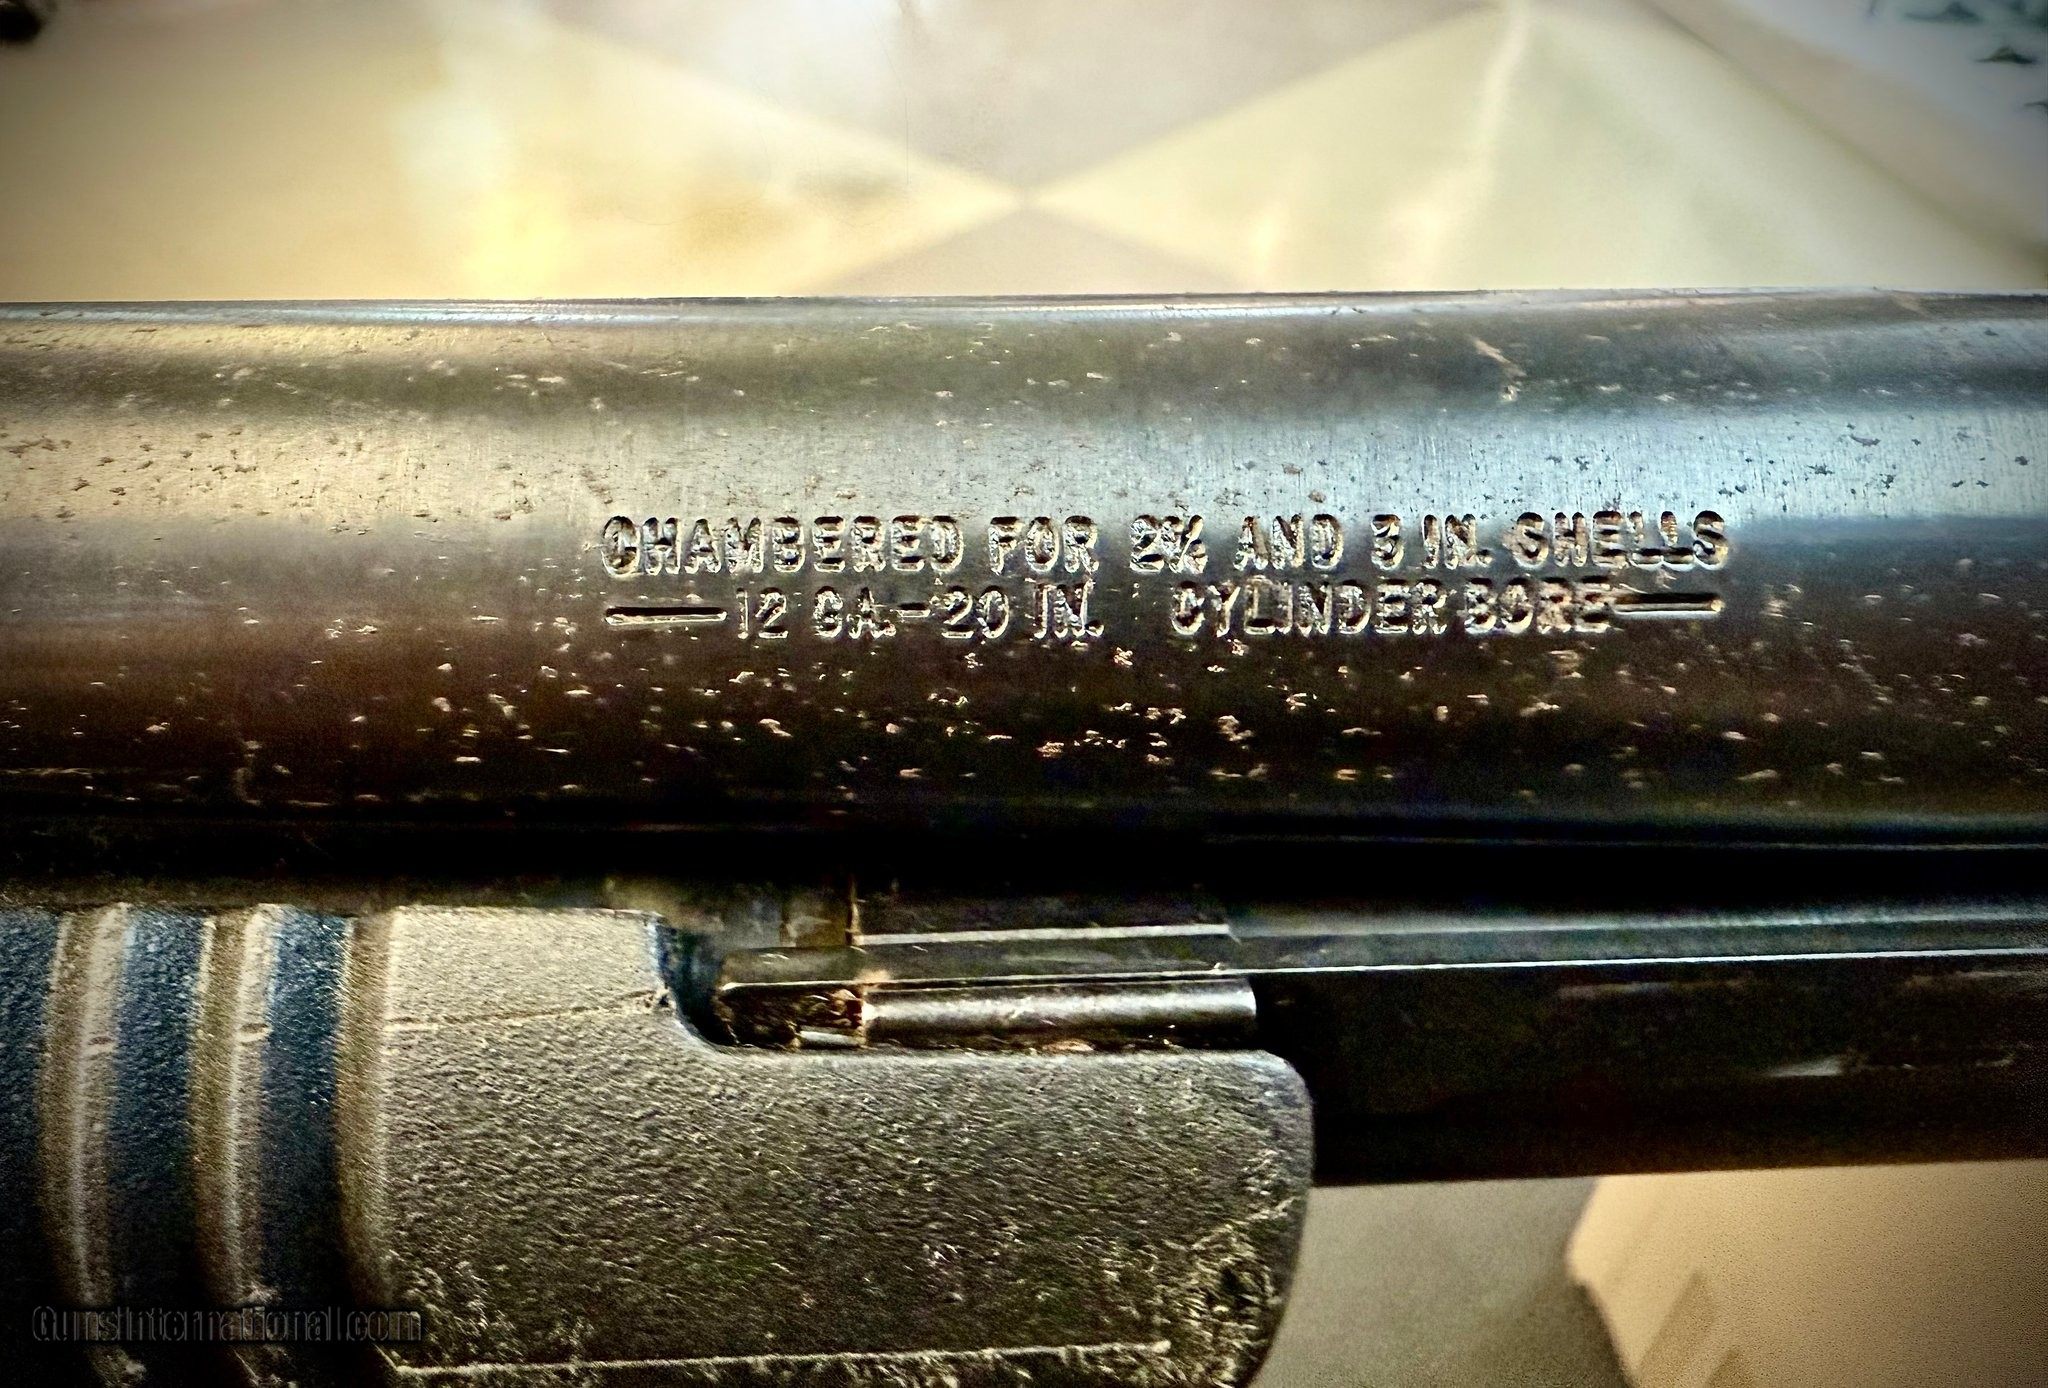 CHAMBERED FOR 2¾ AND 3 IN. SHELLS
—12 GA.-20 IN. CYLINDER BORE—
GunsInternational.com